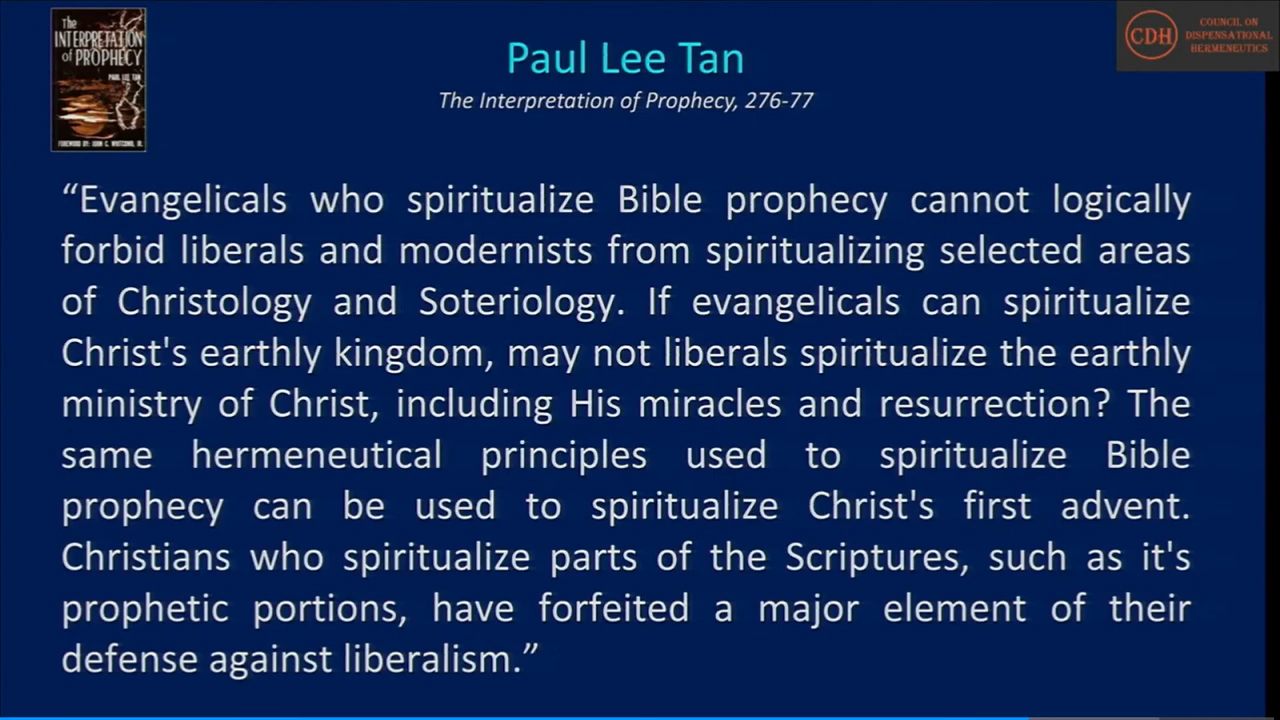 The
INTERPRETATION
of PROPHECY
PAUL LEE TAN
FOREWORD BY: JOHN C. WHITCOMB, JR.
CDH
COUNCIL ON
DISPENSATIONAL
HERMENEUTICS
Paul Lee Tan
The Interpretation of Prophecy, 276-77
“Evangelicals who spiritualize Bible prophecy cannot logically
forbid liberals and modernists from spiritualizing selected areas
of Christology and Soteriology. If evangelicals can spiritualize
Christ's earthly kingdom, may not liberals spiritualize the earthly
ministry of Christ, including His miracles and resurrection? The
same hermeneutical principles used to spiritualize Bible
prophecy can be used to spiritualize Christ's first advent.
Christians who spiritualize parts of the Scriptures, such as it's
prophetic portions, have forfeited a major element of their
defense against liberalism.”